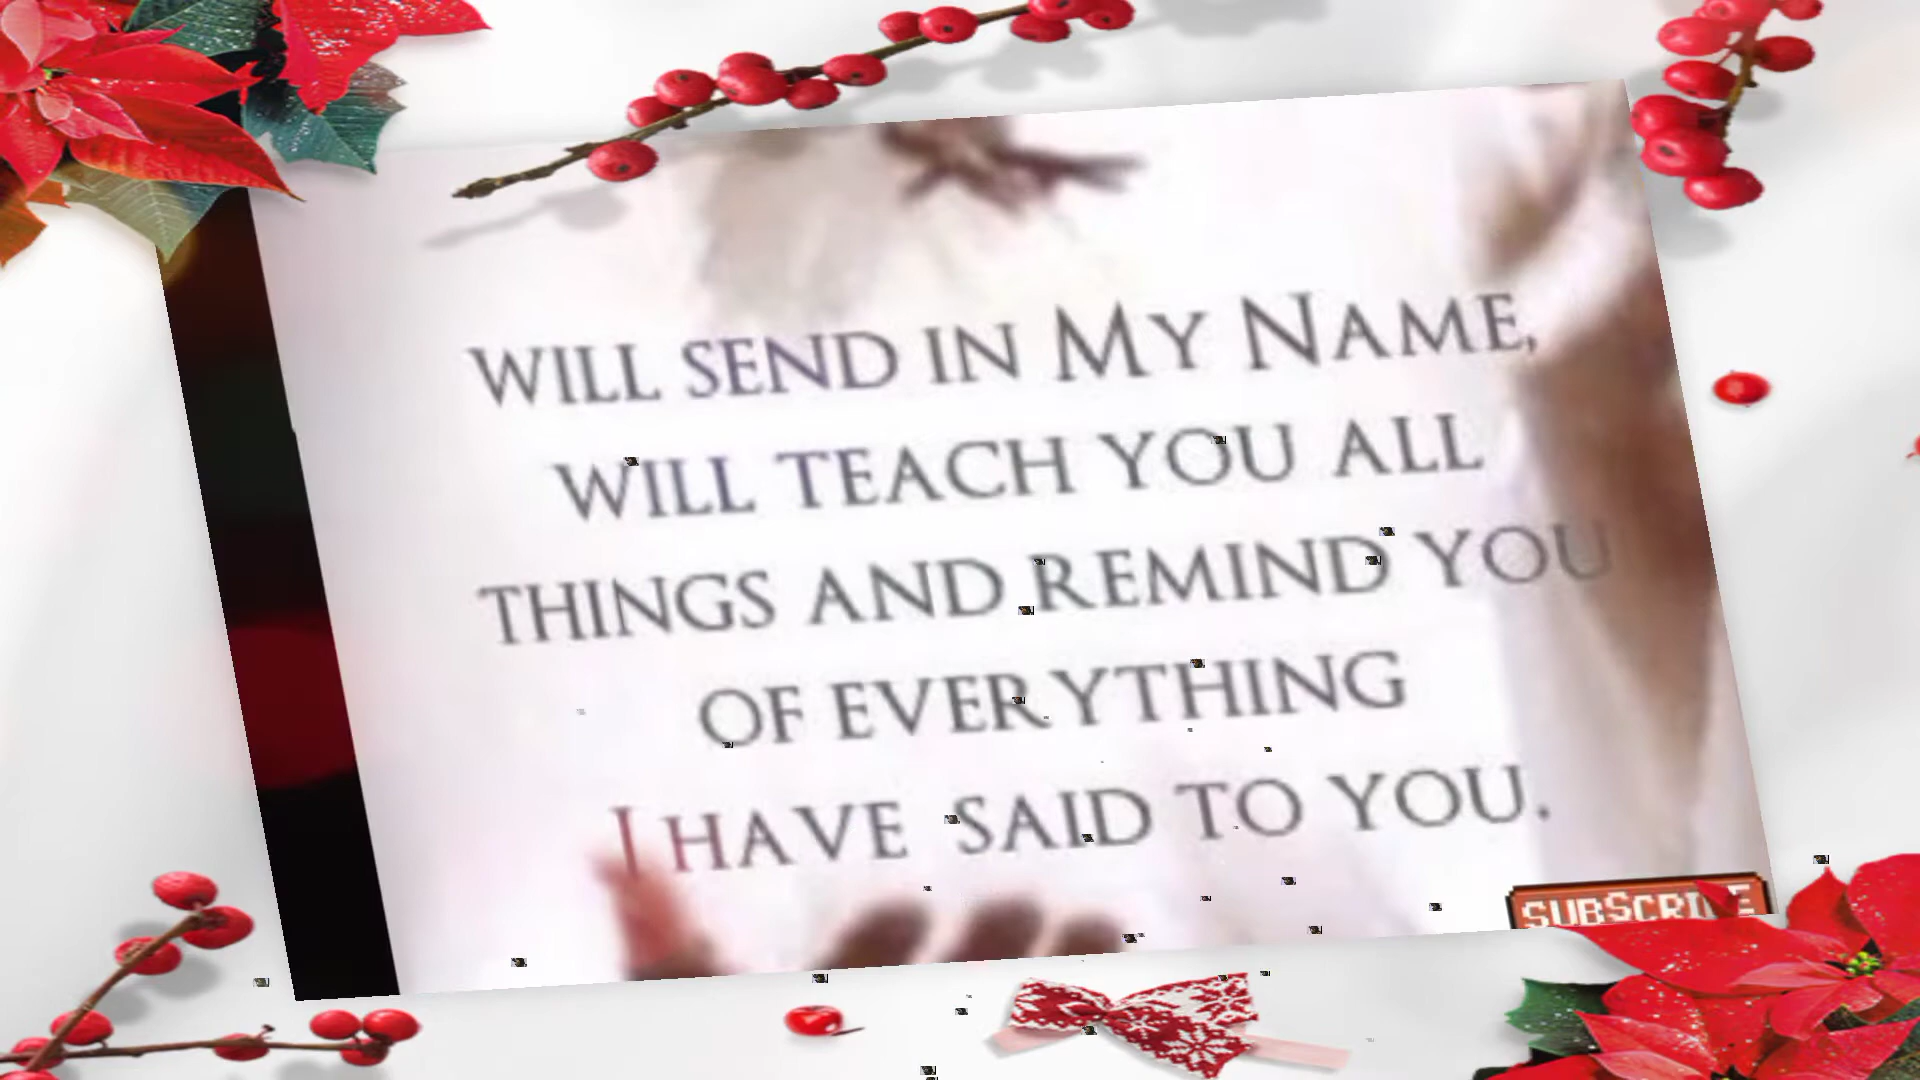 WILL SEND IN MY NAME,
WILL TEACH YOU ALL
THINGS AND REMIND YOU
OF EVERYTHING
I HAVE SAID TO YOU.
SUBSCRIBE